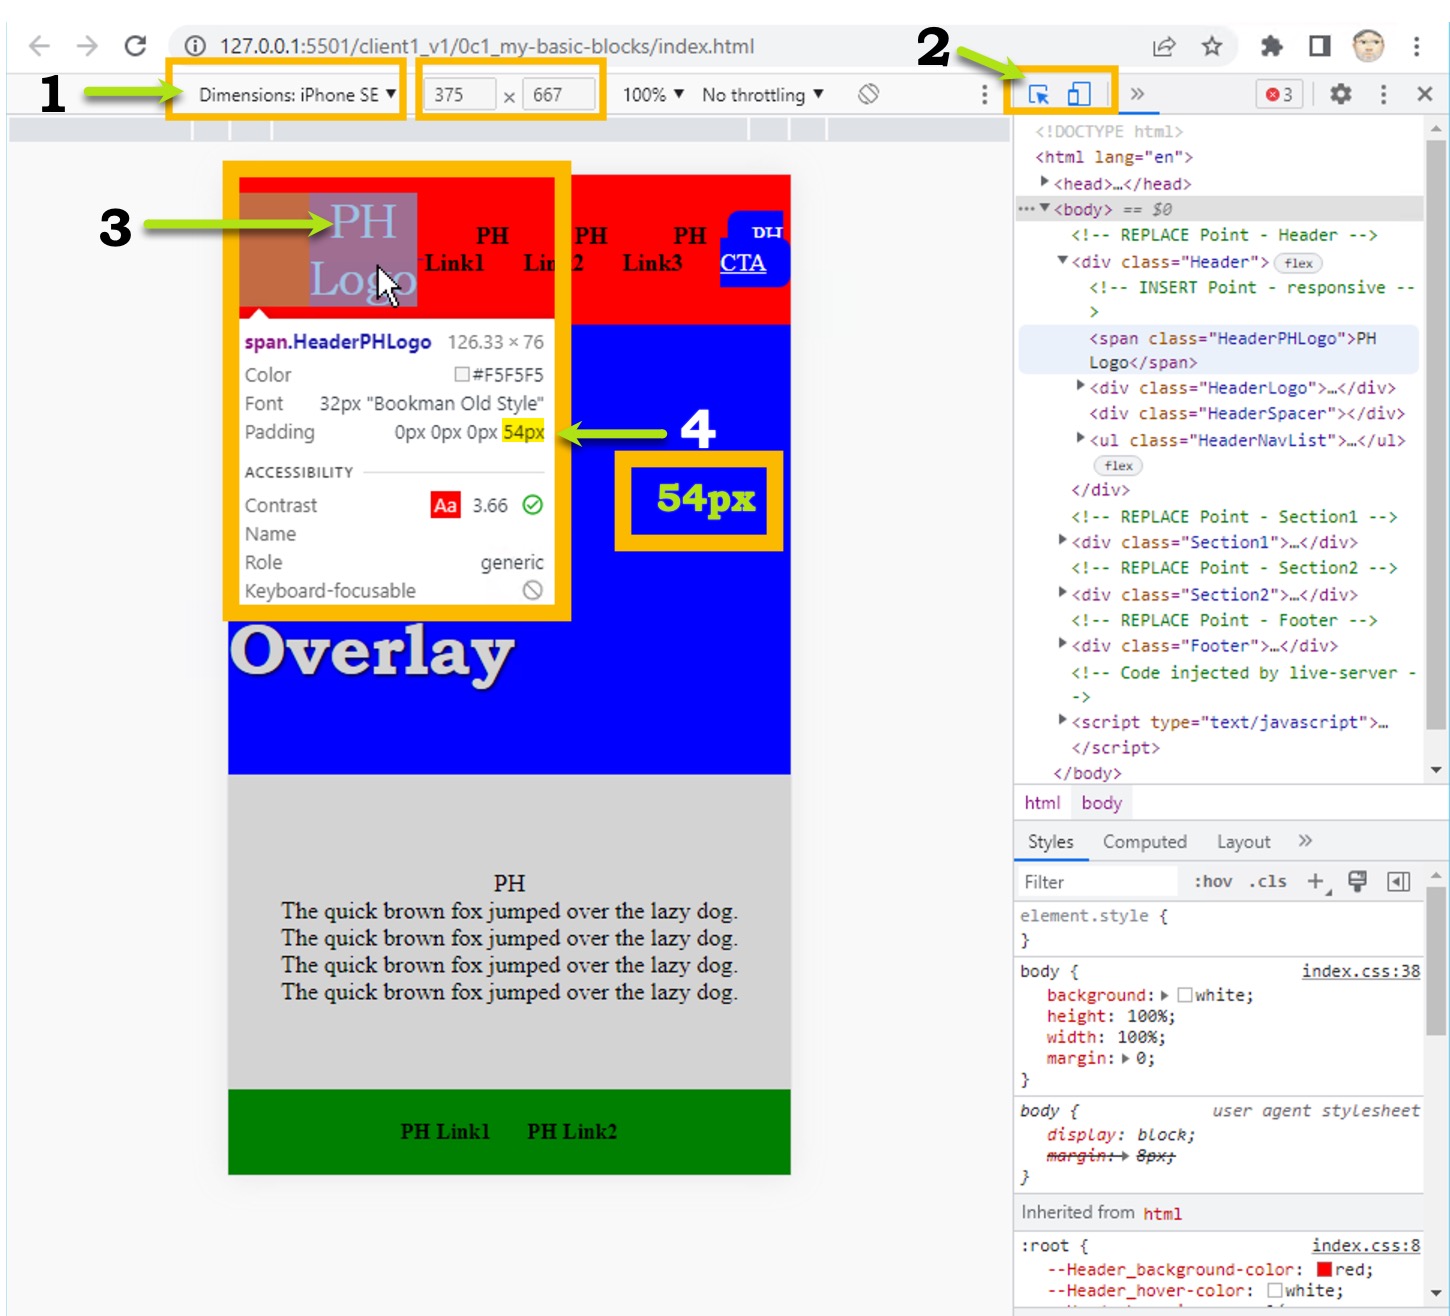 127.0.0.1:5501/client1_v1/0c1_my-basic-blocks/index.html
1
Dimensions: iPhone SE ▼
375 x 667
100% ▼
No throttling ▼
2
»
3
<!DOCTYPE html>
<html lang="en">
<head>…</head>
<body> == $0
<!-- REPLACE Point - Header -->
<div class="Header"> flex
<!-- INSERT Point - responsive --
>
<span class="HeaderPHLogo">PH
Logo</span>
<div class="HeaderLogo">…</div>
<div class="HeaderSpacer"></div>
<ul class="HeaderNavList">…</ul>
flex
</div>
<!-- REPLACE Point - Section1 -->
<div class="Section1">…</div>
<!-- REPLACE Point - Section2 -->
<div class="Section2">…</div>
<!-- REPLACE Point - Footer -->
<div class="Footer">…</div>
<!-- Code injected by live-server -
->
<script type="text/javascript">…
</script>
</body>
html body
Styles Computed Layout »
Filter :hov .cls +
element.style {
}
body { index.css:38
background: white;
height: 100%;
width: 100%;
margin: 0;
}
body { user agent stylesheet
display: block;
margin: 8px;
}
Inherited from html
:root { index.css:8
--Header_background-color: red;
--Header_hover-color: white;
3
PH
Logo
PH
Link1
PH
Link2
PH
Link3
PH
CTA
span.HeaderPHLogo 126.33 × 76
Color #F5F5F5
Font 32px "Bookman Old Style"
Padding 0px 0px 0px 54px
ACCESSIBILITY
Contrast Aa 3.66
Name
Role generic
Keyboard-focusable
4
54px
Overlay
PH
The quick brown fox jumped over the lazy dog.
The quick brown fox jumped over the lazy dog.
The quick brown fox jumped over the lazy dog.
The quick brown fox jumped over the lazy dog.
PH Link1 PH Link2